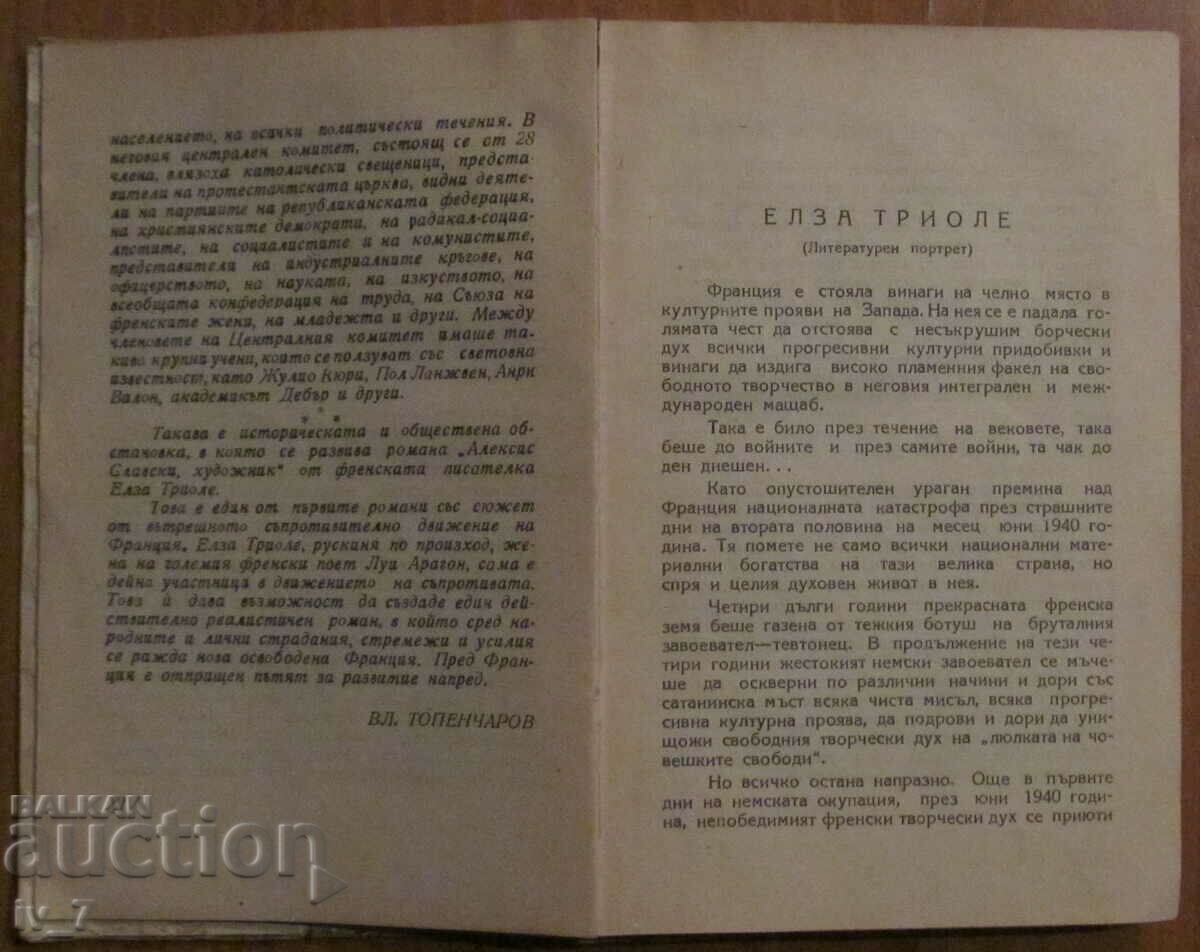 населението, на всички политически течения. В
неговия централен комитет, състоящ се от 28
члена, влязоха католически свещеници, предста-
вители на протестантската църква, видни деяте-
ли на партиите на републиканската федерация,
на християнските демократи, на радикал-социа-
лпстите, на социалистите и на комунистите,
представители на индустриалните кръгове, на
офицерството, на науката, на изкуството, на
всеобщата конфедерация на труда, на Съюза на
френските жени, на младежта и други. Между
членовете на Централния комитет имаше та-
кива крупни учени, които се ползуват със световна
известност, като Жулио Кюри, Пол Ланжвен, Анри
Валон, академикът Дебър и други.
* * *
Такава е историческата и обществена об-
становка, в която се развива романа „Алексис
Славски, художник“ от френската писателка
Елза Триоле.
Това е един от първите романи със сюжет
от вътрешното съпротивително движение на
Франция. Елза Триоле, рускиня по произход, же-
на на големия френски поет Луи Арагон, сама е
дейна участница в движението на съпротивата.
Това ѝ дава възможност да създаде един дей-
ствително реалистичен роман, в който сред на-
родните и лични страдания, стремежи и усилия
се ражда нова освободена Франция. Пред Фран-
ция е отпращен пътят за развитие напред.
ВЛ. ТОПЕНЧАРОВ
ЕЛЗА ТРИОЛЕ
(Литературен портрет)
Франция е стояла винаги на челно място в
културните прояви на Запада. На нея се е падала го-
лямата чест да отстоява с несъкрушим борчески
дух всички прогресивни културни придобивки и
винаги да издига високо пламенния факел на сво-
бодното творчество в неговия интегрален и меж-
дународен мащаб.
Така е било през течение на вековете, така
беше до войните и през самите войни, та чак до
ден днешен...
Като опустошителен ураган премина над
Франция националната катастрофа през страшните
дни на втората половина на месец юни 1940 го-
дина. Тя помете не само всички национални мате-
риални богатства на тази велика страна, но
спря и целия духовен живот в нея.
Четири дълги години прекрасната френска
земя беше газена от тежкия ботуш на бруталния
завоевател—тевтонец. В продължение на тези че-
тири години жестокият немски завоевател се мъче-
ше да оскверни по различни начини и дори със
сатанинска мъст всяка чиста мисъл, всяка прогре-
сивна културна проява, да подрови и дори да уни-
щожи свободния творчески дух на „люлката на чо-
вешките свободи“.
Но всичко остана напразно. Още в първите
дни на немската окупация, през юни 1940 годи-
на, непобедимият френски творчески дух се приюти
BALKAN
auction
iv_7